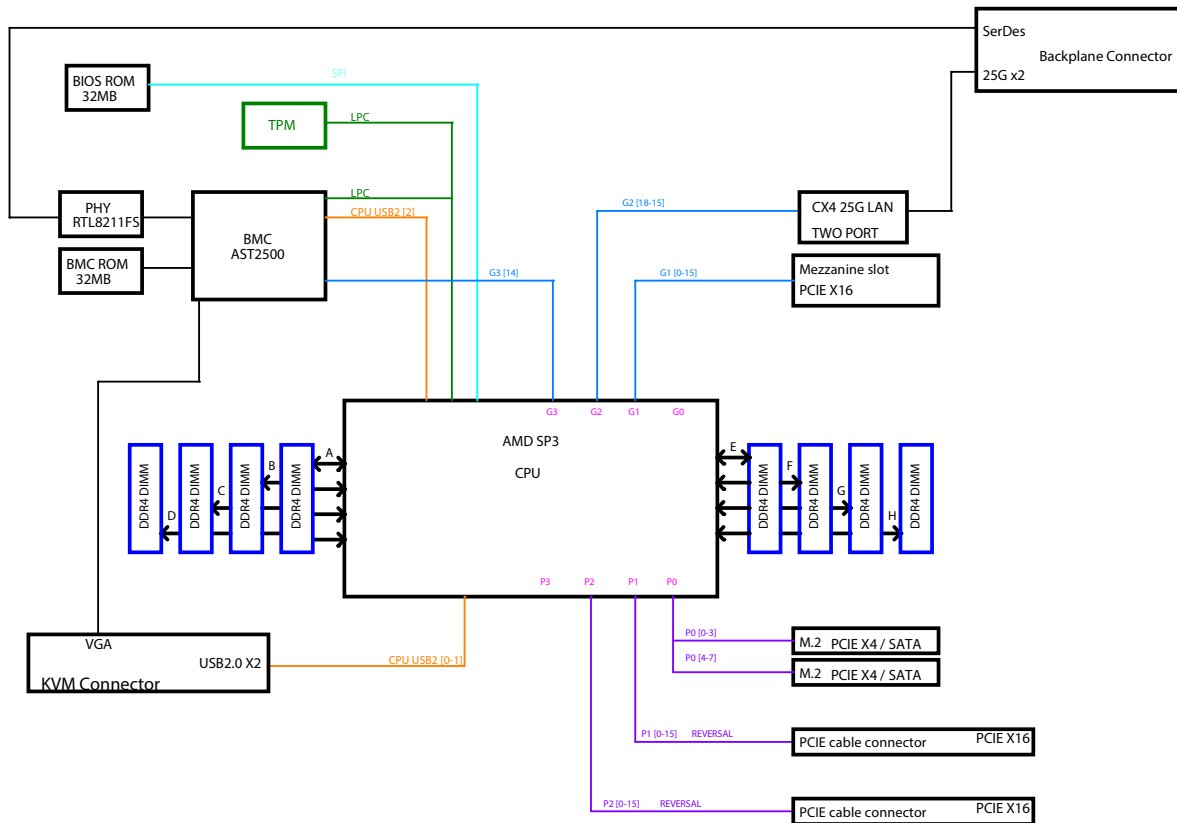 SerDes
Backplane Connector
25G x2
BIOS ROM
32MB
SPI
TPM
LPC
PHY
RTL8211FS
BMC ROM
32MB
BMC
AST2500
LPC
CPU USB2 [2]
G3 [14]
G2 [18-15]
CX4 25G LAN
TWO PORT
G1 [0-15]
Mezzanine slot
PCIE X16
G3
G2
G1
G0
AMD SP3
CPU
DDR4 DIMM
DDR4 DIMM
DDR4 DIMM
DDR4 DIMM
D
C
B
A
E
F
G
H
DDR4 DIMM
DDR4 DIMM
DDR4 DIMM
DDR4 DIMM
P3
P2
P1
P0
VGA
USB2.0 X2
KVM Connector
CPU USB2 [0-1]
P0 [0-3]
M.2 PCIE X4 / SATA
P0 [4-7]
M.2 PCIE X4 / SATA
P1 [0-15] REVERSAL
PCIE cable connector PCIE X16
P2 [0-15] REVERSAL
PCIE cable connector PCIE X16